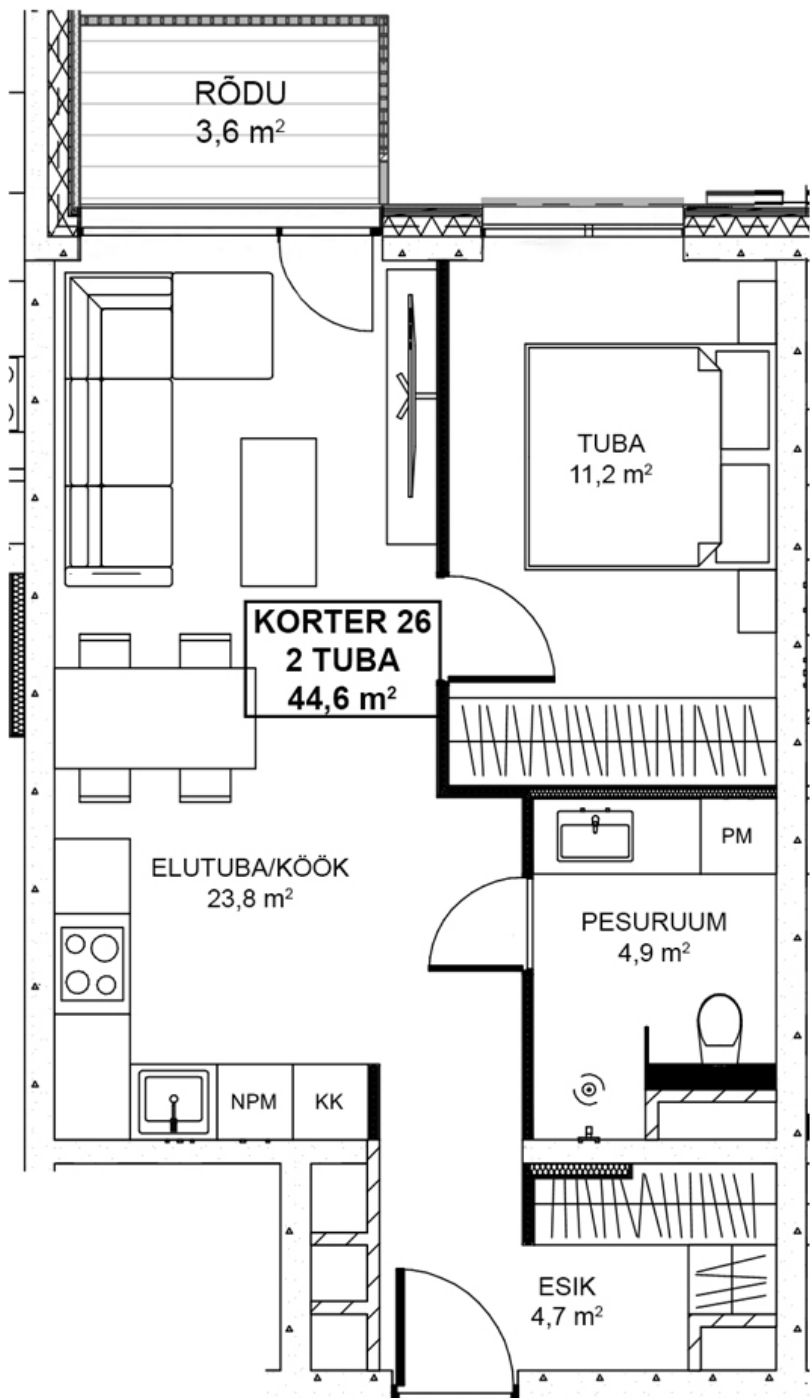 RÕDU
3,6 m²
TUBA
11,2 m²
KORTER 26
2 TUBA
44,6 m²
ELUTUBA/KÖÖK
23,8 m²
PM
PESURUUM
4,9 m²
NPM
KK
ESIK
4,7 m²